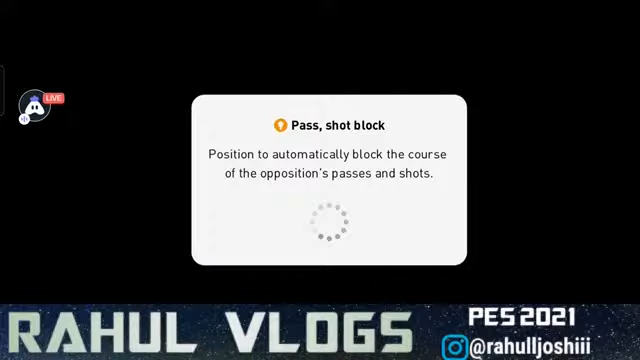 LIVE
Pass, shot block
Position to automatically block the course
of the opposition's passes and shots.
RAHUL VLOGS
PES 2021
@rahulljoshiii